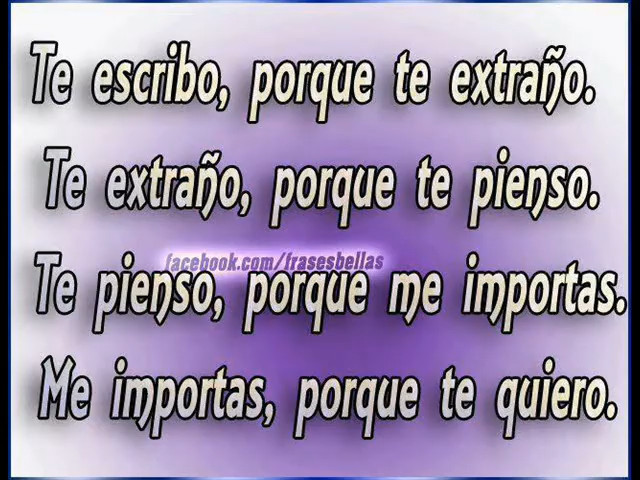 Te escribo, porque te extraño.
Te extraño, porque te pienso.
facebook.com/frasesbellas
Te pienso, porque me importas.
Me importas, porque te quiero.